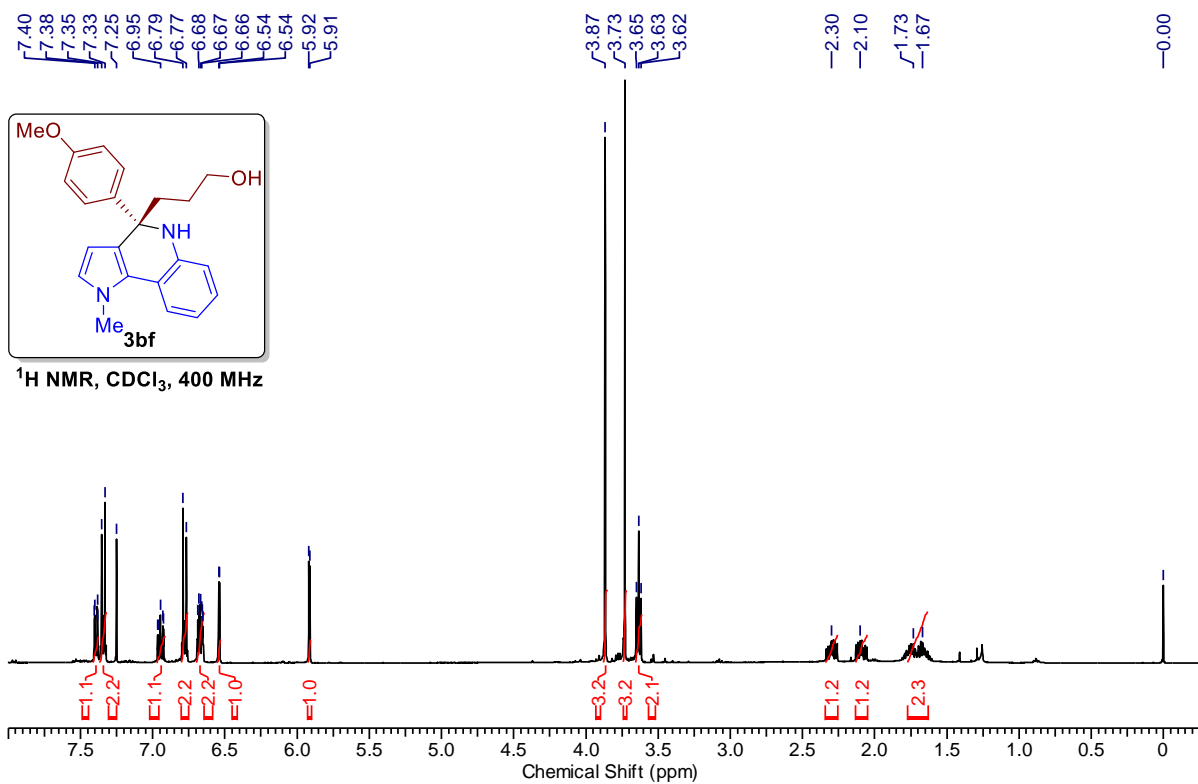 7.40 7.38 7.35 7.33 7.25 6.95 6.79 6.77 6.68 6.67 6.66 6.54 6.54 5.92 5.91 3.87 3.73 3.65 3.63 3.62 2.30 2.10 1.73 1.67 -0.00
MeO
OH
NH
N
Me
3bf
¹H NMR, CDCl₃, 400 MHz
1.1 2.2 1.1 2.2 2.2 1.0 1.0 3.2 3.2 2.1 1.2 1.2 2.3
7.5 7.0 6.5 6.0 5.5 5.0 4.5 4.0 3.5 3.0 2.5 2.0 1.5 1.0 0.5 0
Chemical Shift (ppm)